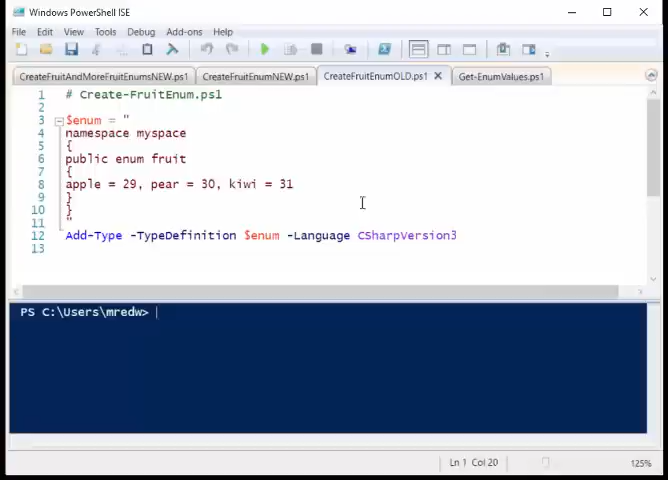 Windows PowerShell ISE
File Edit View Tools Debug Add-ons Help
CreateFruitAndMoreFruitEnumsNEW.ps1 CreateFruitEnumNEW.ps1 CreateFruitEnumOLD.ps1 Get-EnumValues.ps1
1 # Create-FruitEnum.ps1
2
3 $enum = "
4 namespace myspace
5 {
6 public enum fruit
7 {
8 apple = 29, pear = 30, kiwi = 31
9 }
10 }
11 "
12 Add-Type -TypeDefinition $enum -Language CSharpVersion3
13
PS C:\Users\mredw>
Ln 1 Col 20 125%